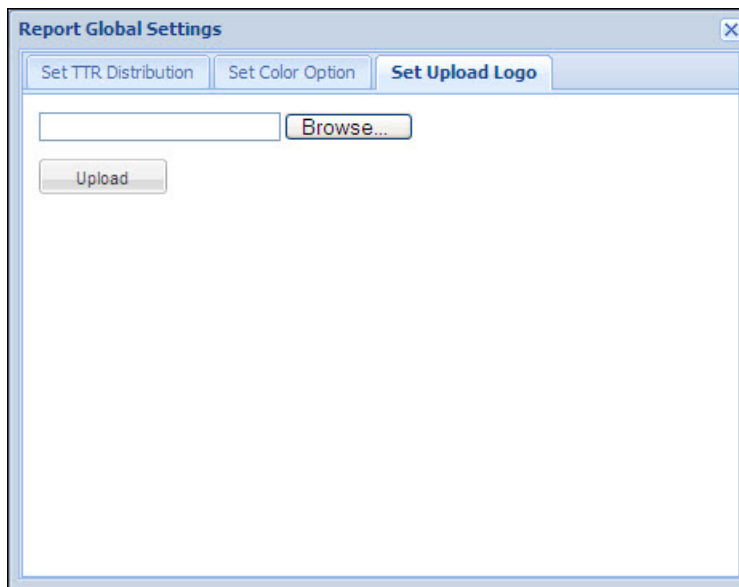 Report Global Settings
Set TTR Distribution
Set Color Option
Set Upload Logo
Browse...
Upload